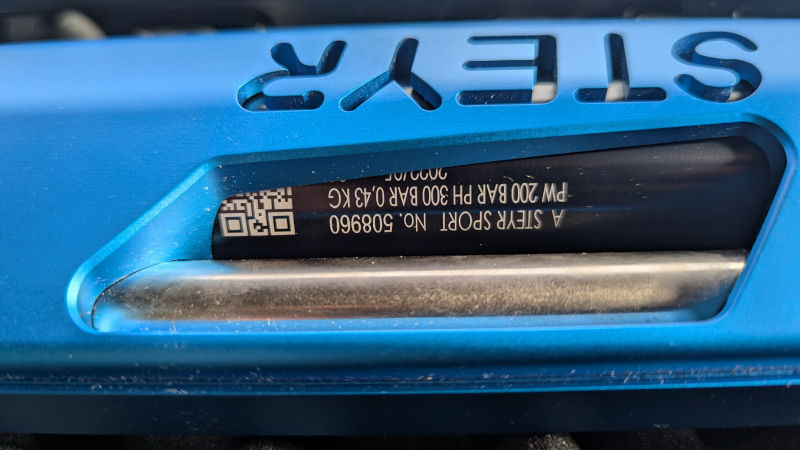 A STEYR SPORT No. 508960
PW 200 BAR PH 300 BAR 0,43 KG
STEYR